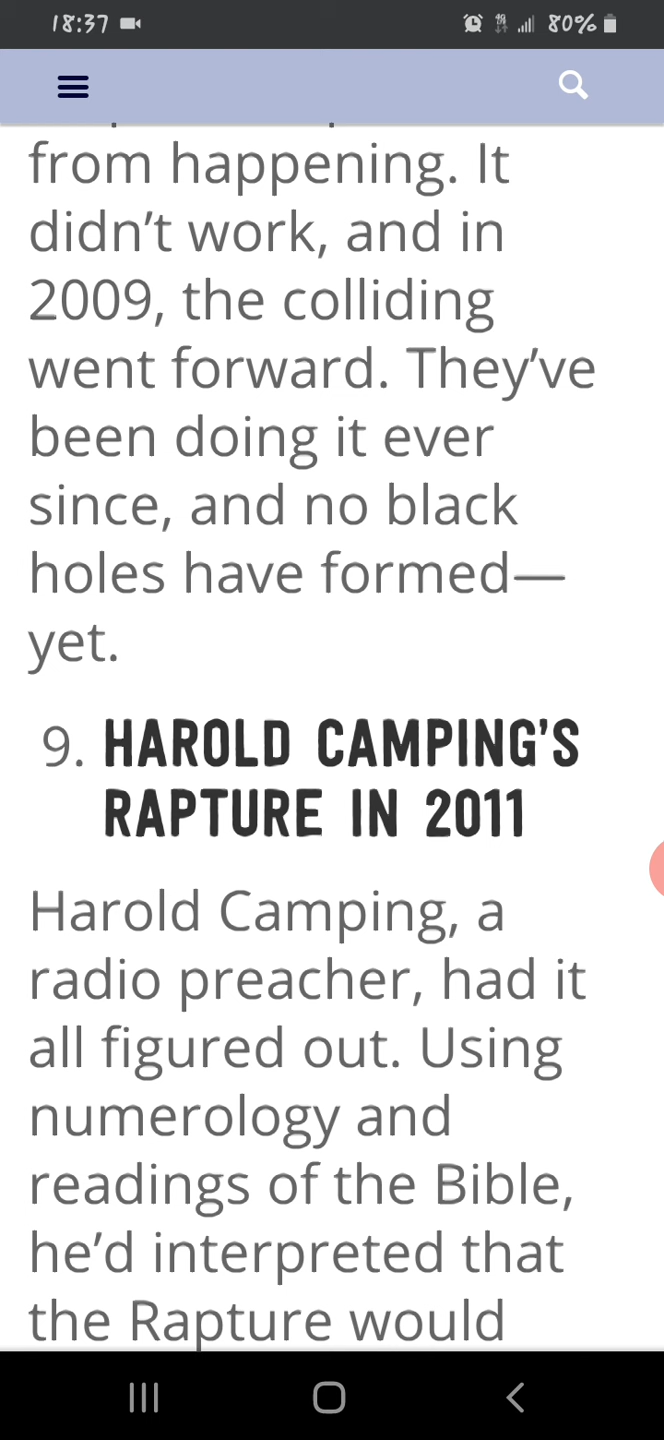 18:37 80%
from happening. It
didn’t work, and in
2009, the colliding
went forward. They’ve
been doing it ever
since, and no black
holes have formed—
yet.
9. HAROLD CAMPING’S
RAPTURE IN 2011
Harold Camping, a
radio preacher, had it
all figured out. Using
numerology and
readings of the Bible,
he’d interpreted that
the Rapture would